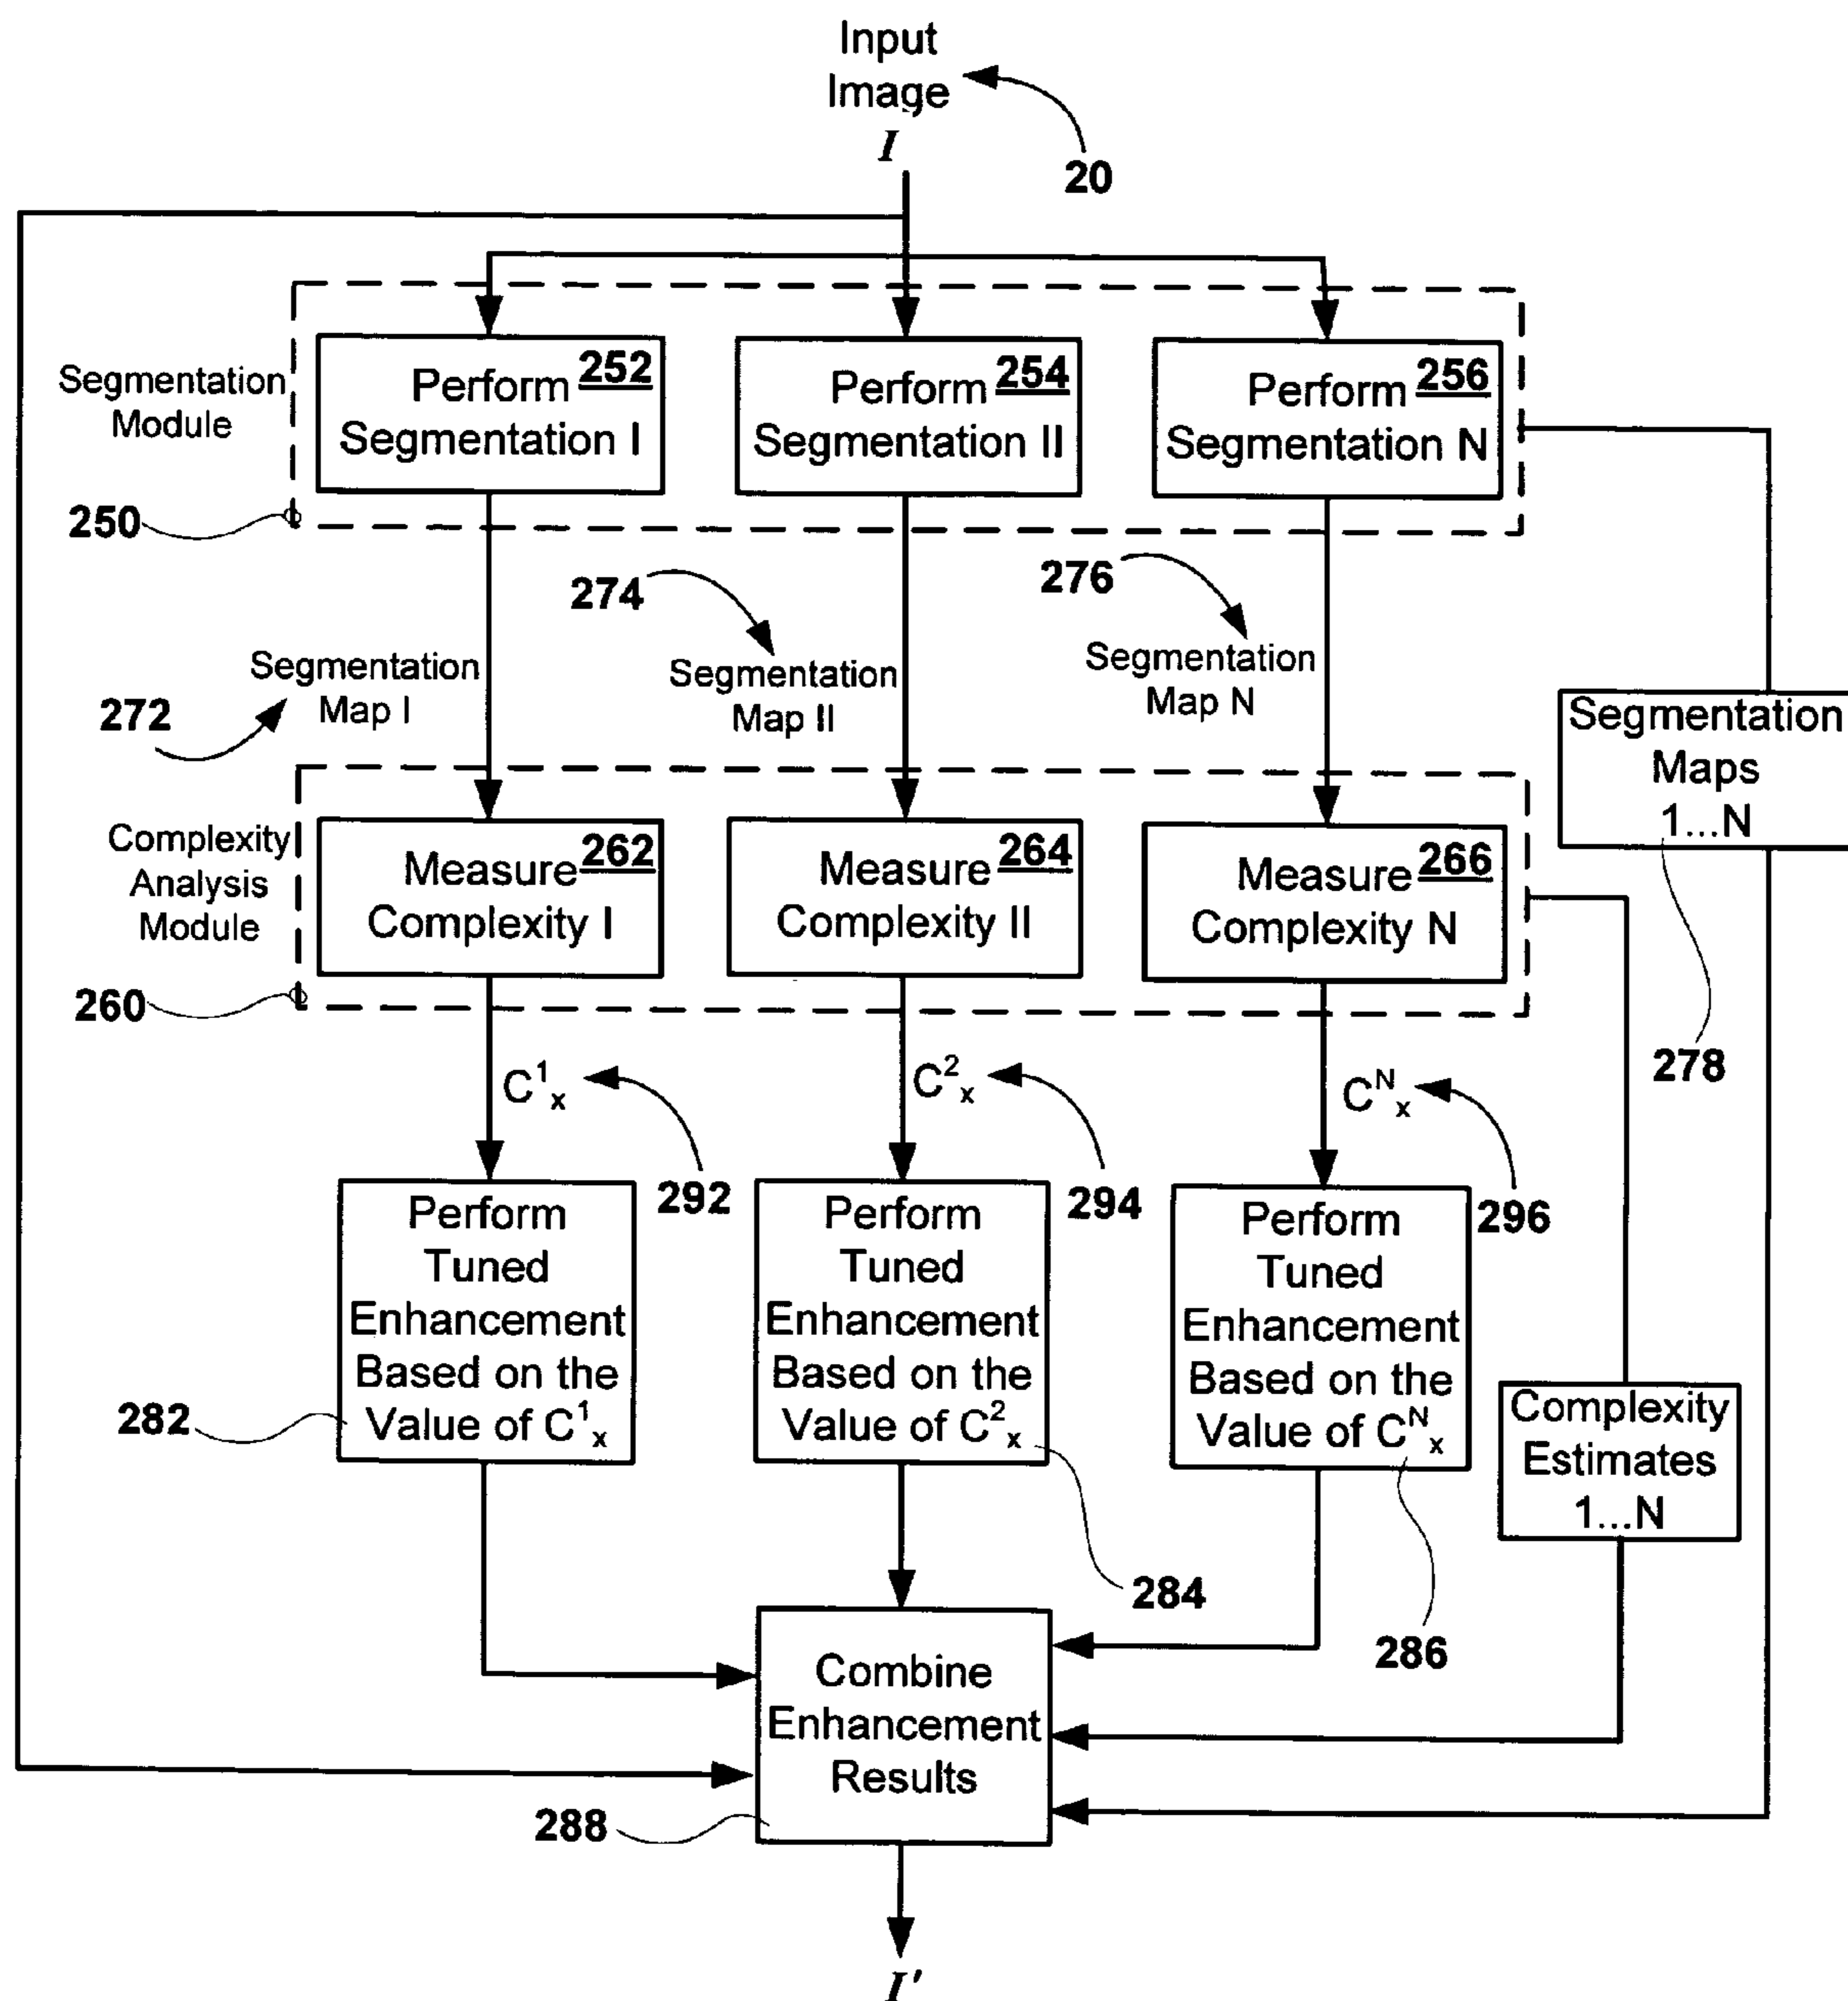 Input
Image
I
20
Segmentation
Module
250
Perform 252
Segmentation I
Perform 254
Segmentation II
Perform 256
Segmentation N
272
Segmentation
Map I
274
Segmentation
Map II
276
Segmentation
Map N
Segmentation
Maps
1...N
278
Complexity
Analysis
Module
260
Measure 262
Complexity I
Measure 264
Complexity II
Measure 266
Complexity N
C¹ₓ
292
C²ₓ
294
Cᴺₓ
296
Perform
Tuned
Enhancement
Based on the
Value of C¹ₓ
282
Perform
Tuned
Enhancement
Based on the
Value of C²ₓ
284
Perform
Tuned
Enhancement
Based on the
Value of Cᴺₓ
286
Complexity
Estimates
1...N
Combine
Enhancement
Results
288
I'